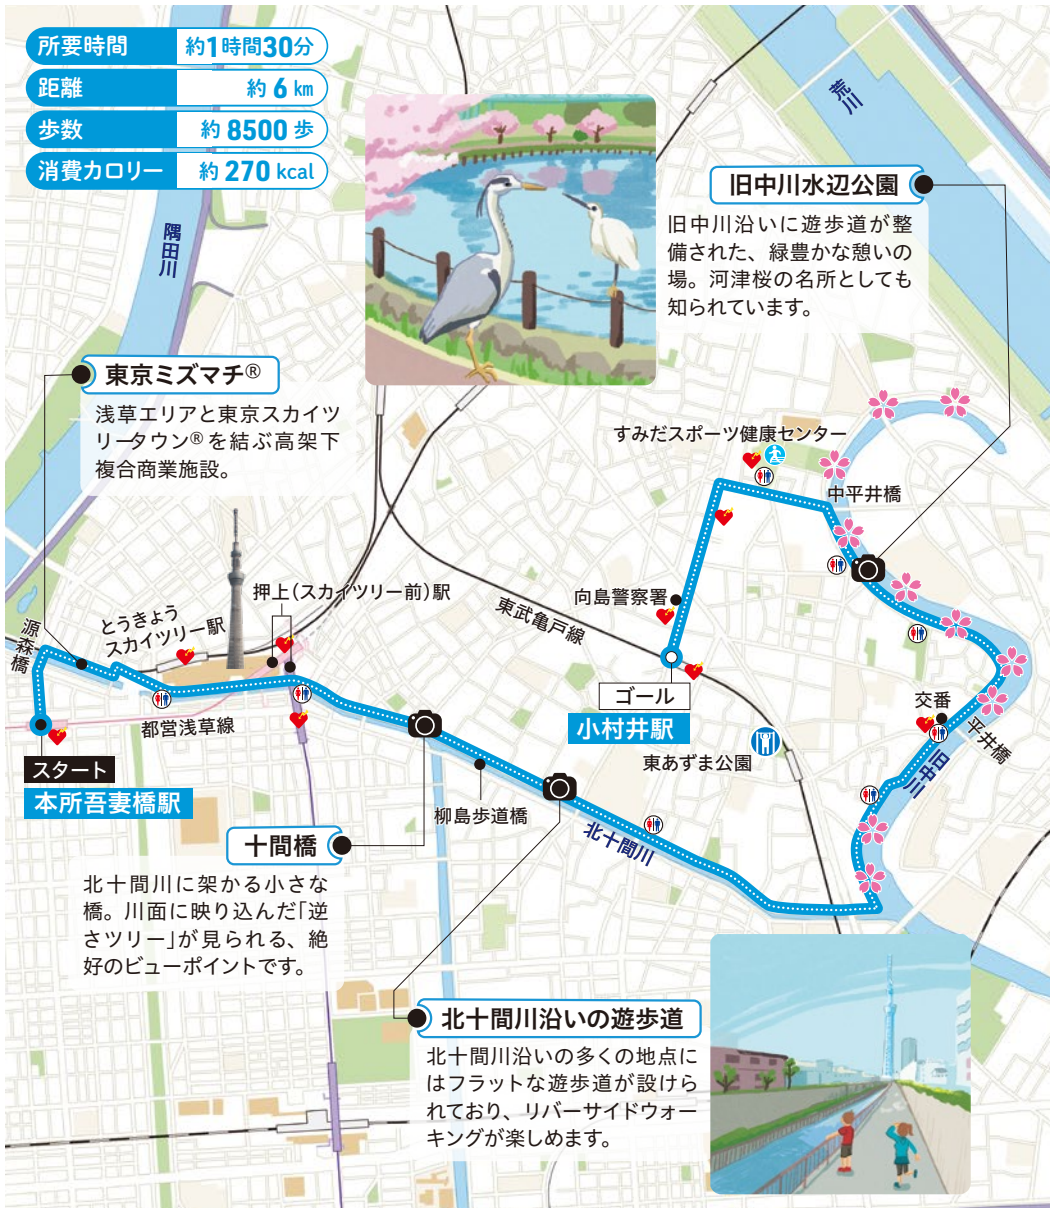 所要時間 約1時間30分
距離 約 6 km
歩数 約 8500 歩
消費カロリー 約 270 kcal
隅田川
荒川
旧中川水辺公園
旧中川沿いに遊歩道が整
備された、緑豊かな憩いの
場。河津桜の名所としても
知られています。
東京ミズマチ®
浅草エリアと東京スカイツ
リータウン®を結ぶ高架下
複合商業施設。
すみだスポーツ健康センター
中平井橋
押上(スカイツリー前)駅
とうきょう
スカイツリー駅
源森橋
東武亀戸線
向島警察署
ゴール
小村井駅
東あずま公園
交番
平井橋
旧中川
都営浅草線
スタート
本所吾妻橋駅
柳島歩道橋
北十間川
十間橋
北十間川に架かる小さな
橋。川面に映り込んだ「逆
さツリー」が見られる、絶
好のビューポイントです。
北十間川沿いの遊歩道
北十間川沿いの多くの地点に
はフラットな遊歩道が設けら
れており、リバーサイドウォー
キングが楽しめます。